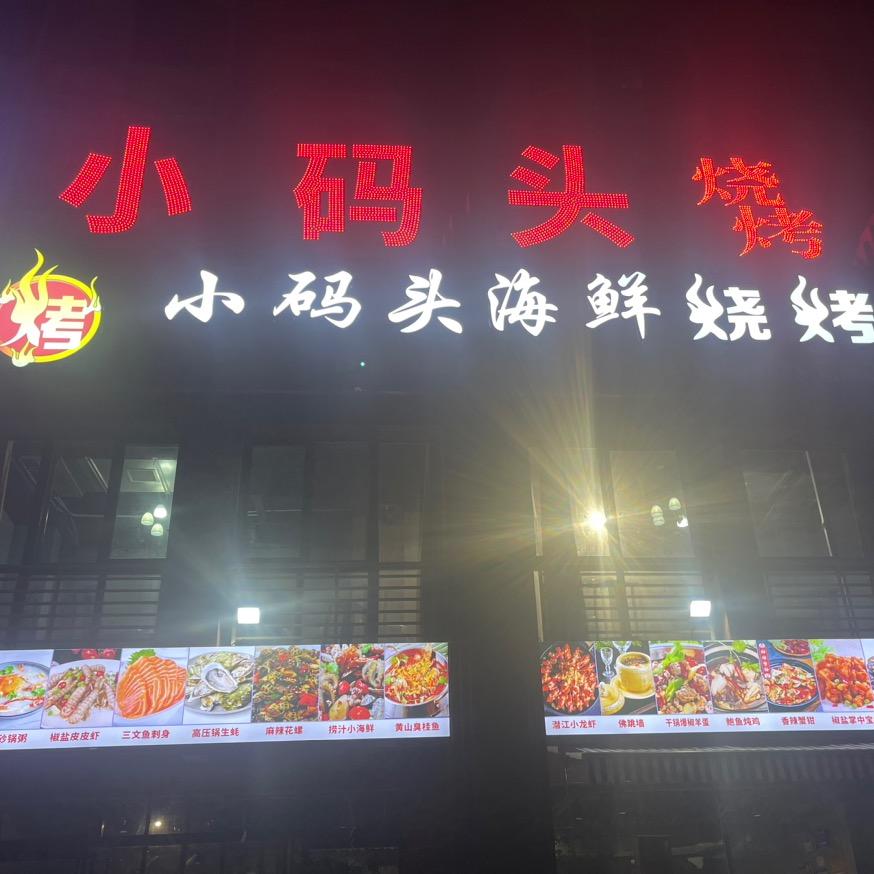 小码头烧烤
烤 小码头海鲜烧烤
砂锅粥 椒盐皮皮虾 三文鱼刺身 高压锅生蚝 麻辣花螺 捞汁小海鲜 黄山臭桂鱼
潜江小龙虾 佛跳墙 干锅爆椒羊蛋 鲍鱼炖鸡 香辣蟹钳 椒盐掌中宝